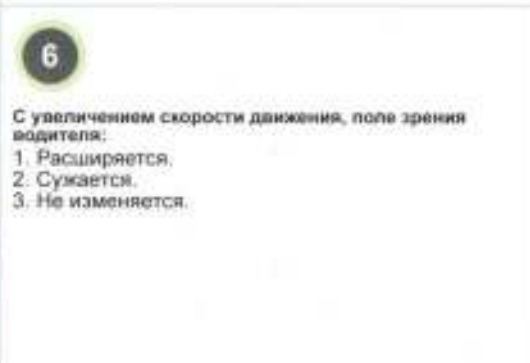 6
С увеличением скорости движения, поле зрения
водителя:
1. Расширяется.
2. Сужается.
3. Не изменяется.